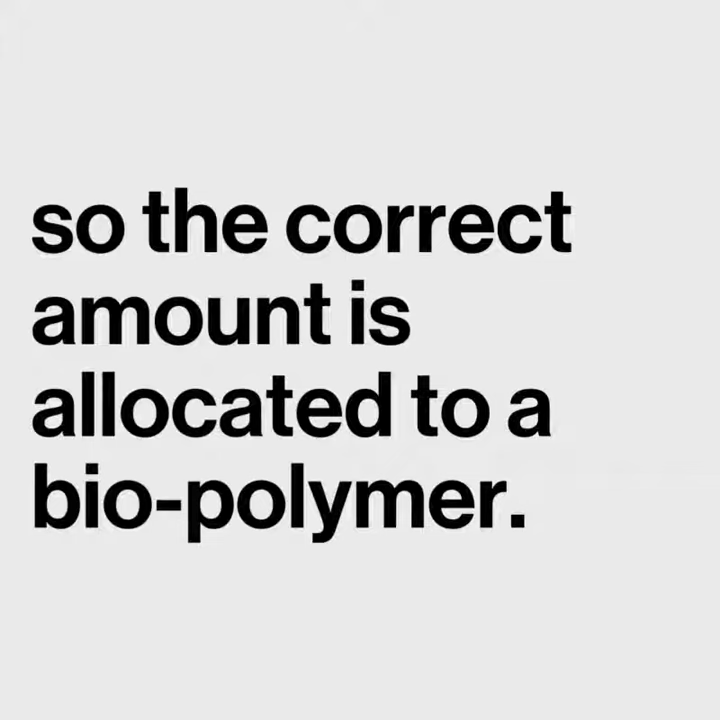 so the correct
amount is
allocated to a
bio-polymer.